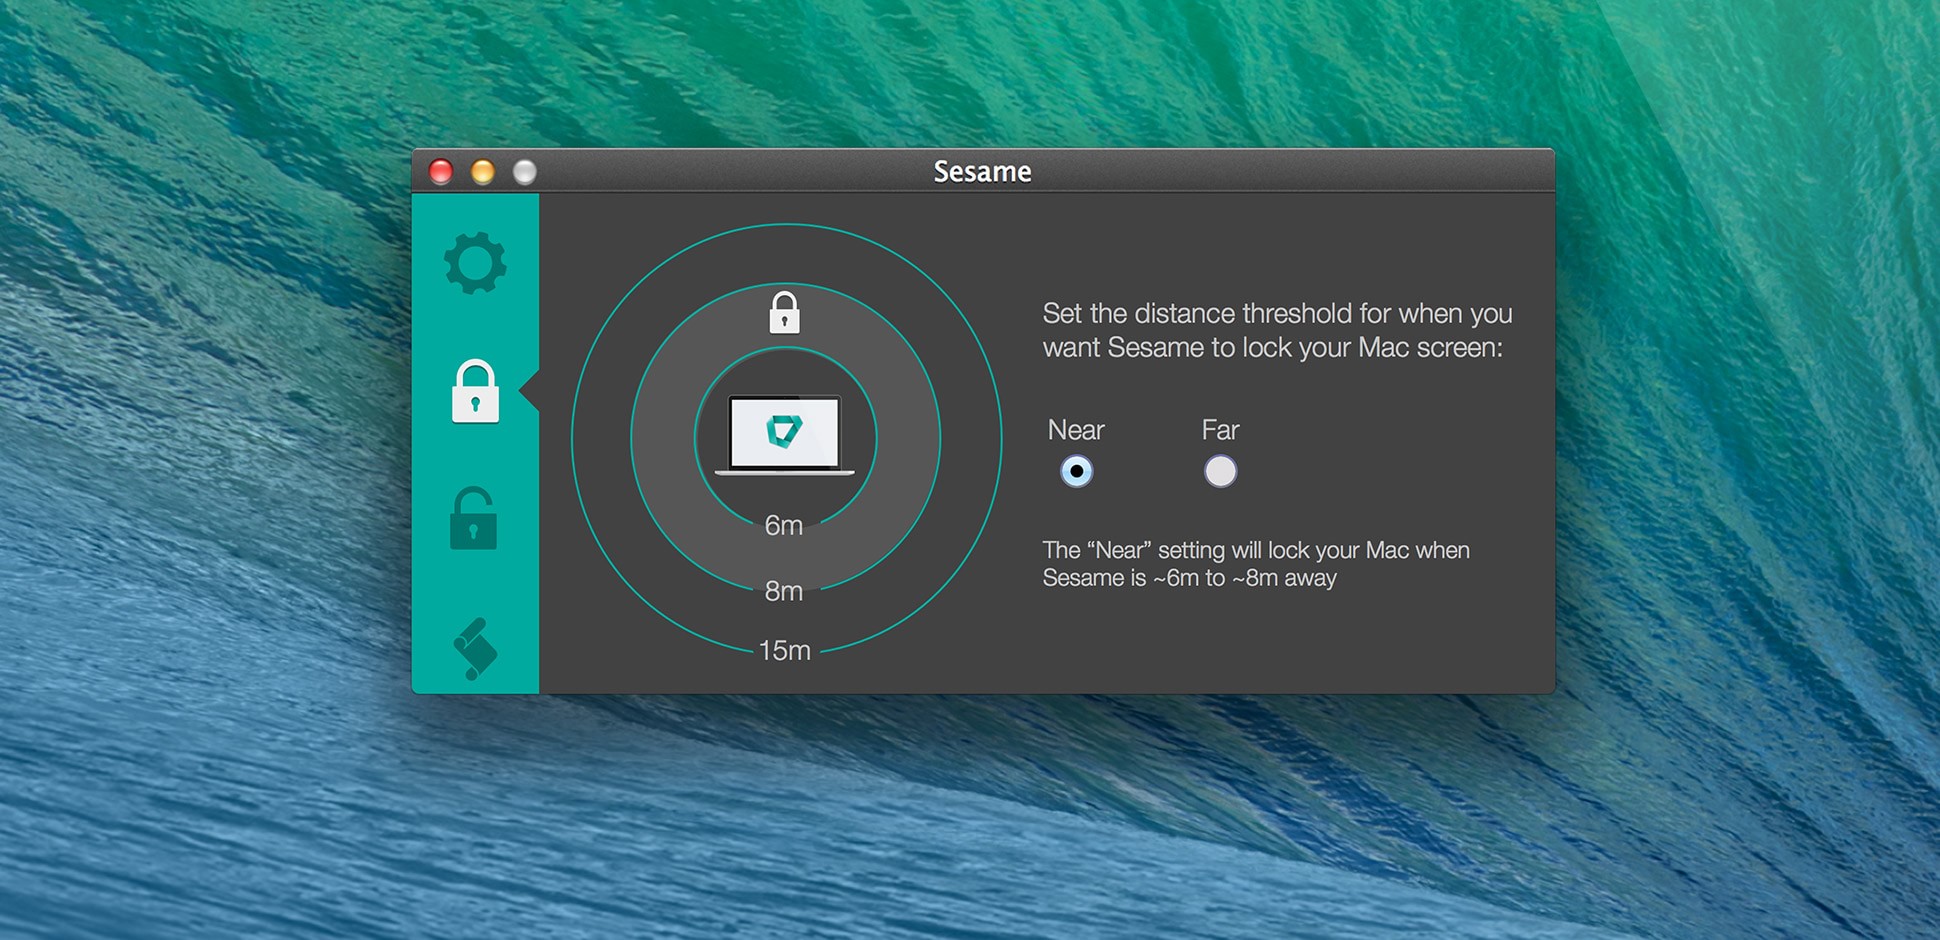 Sesame
Set the distance threshold for when you
want Sesame to lock your Mac screen:
Near
Far
The “Near” setting will lock your Mac when
Sesame is ~6m to ~8m away
6m
8m
15m